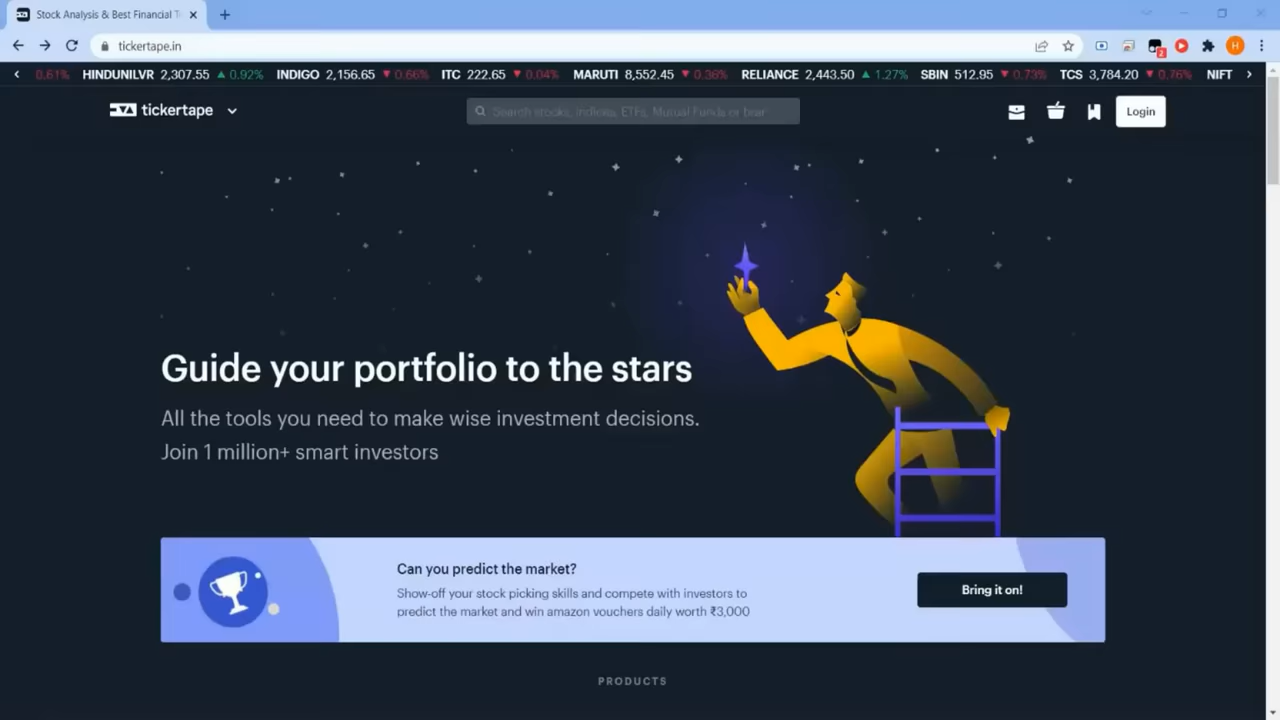 Stock Analysis & Best Financial T
tickertape.in
2
H
0.61% HINDUNILVR 2,307.55 0.92% INDIGO 2,156.65 0.66% ITC 222.65 0.04% MARUTI 8,552.45 0.36% RELIANCE 2,443.50 1.27% SBIN 512.95 0.73% TCS 3,784.20 0.76% NIFT
tickertape
Search stocks, indices, ETFs, Mutual Funds or
Login
Guide your portfolio to the stars
All the tools you need to make wise investment decisions.
Join 1 million+ smart investors
Can you predict the market?
Show-off your stock picking skills and compete with investors to
predict the market and win amazon vouchers daily worth ₹3,000
Bring it on!
PRODUCTS